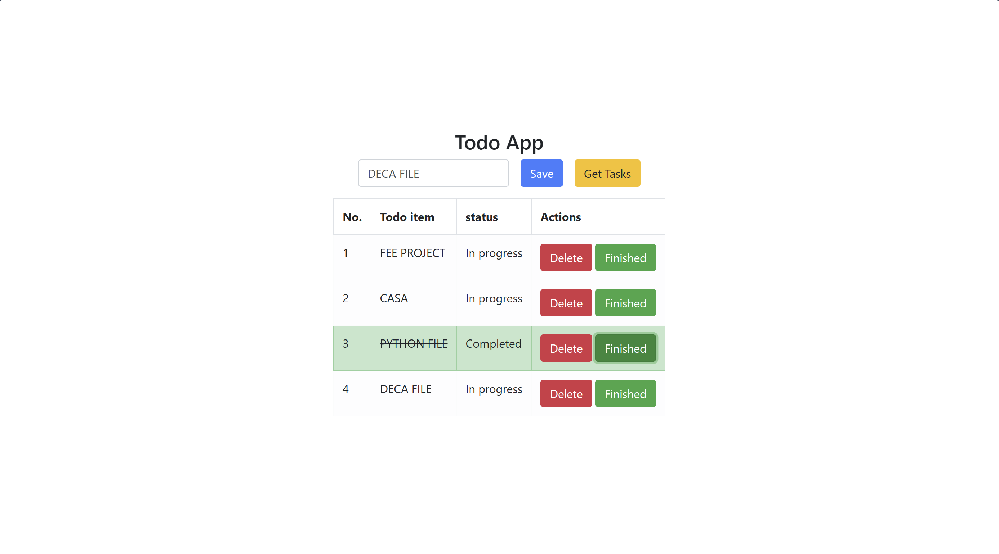 Todo App
DECA FILE Save Get Tasks
No. Todo item status Actions
1 FEE PROJECT In progress Delete Finished
2 CASA In progress Delete Finished
3 PYTHON FILE Completed Delete Finished
4 DECA FILE In progress Delete Finished